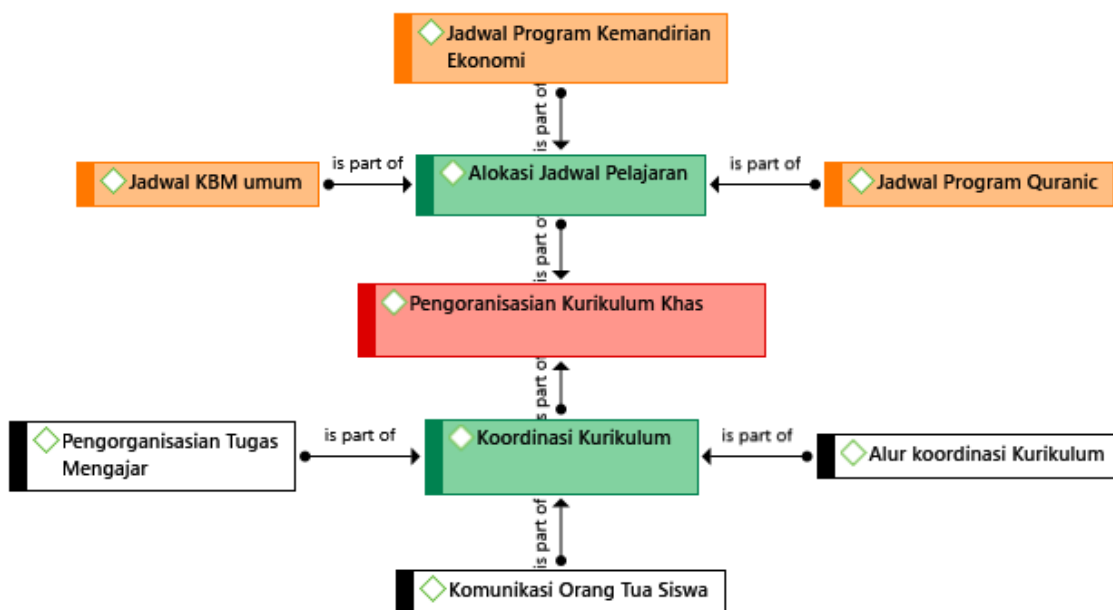 Jadwal Program Kemandirian
Ekonomi
is part of
is part of
is part of
Jadwal KBM umum
Alokasi Jadwal Pelajaran
Jadwal Program Quranic
is part of
Pengoranisasian Kurikulum Khas
is part of
Pengorganisasian Tugas
Mengajar
is part of
Koordinasi Kurikulum
is part of
Alur koordinasi Kurikulum
is part of
Komunikasi Orang Tua Siswa